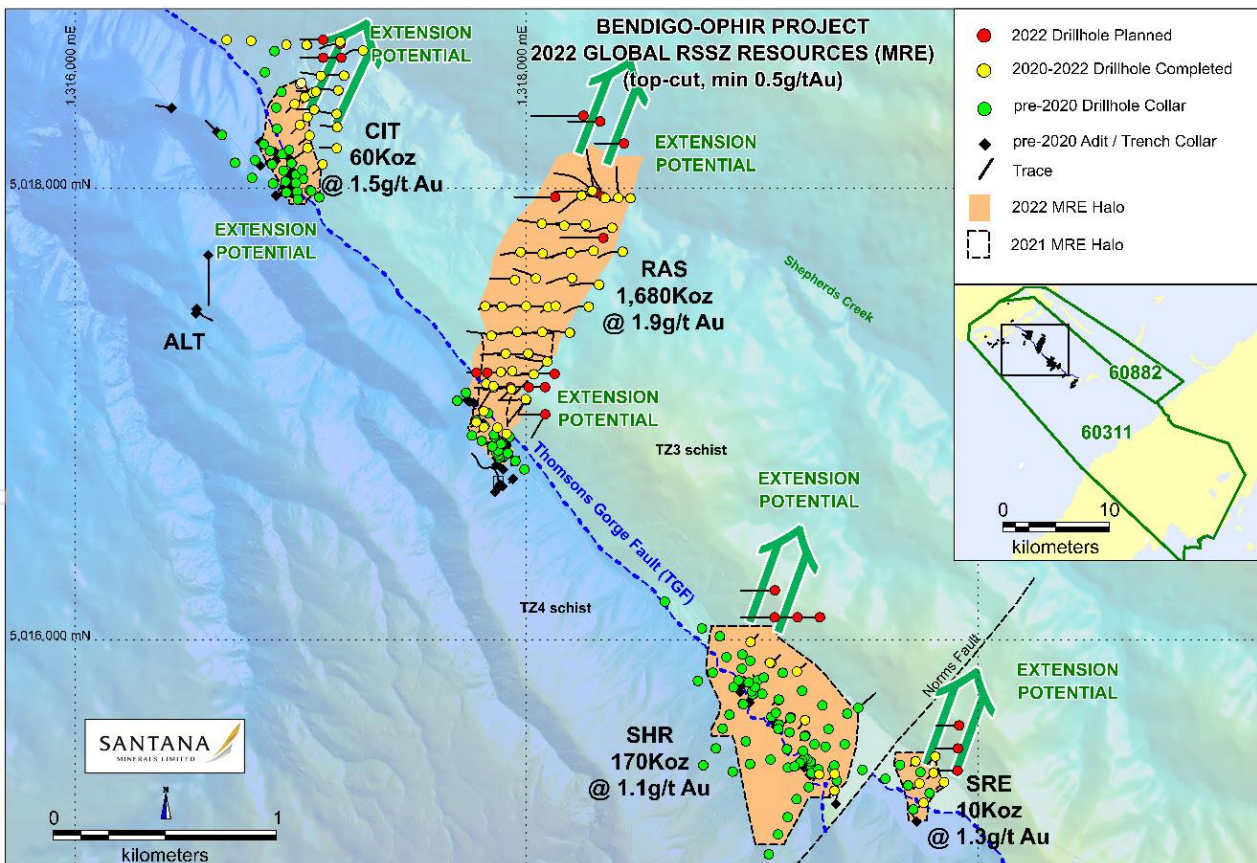 BENDIGO-OPHIR PROJECT
2022 GLOBAL RSSZ RESOURCES (MRE)
(top-cut, min 0.5g/tAu)
1,316,000 mE
1,318,000 mE
5,018,000 mN
5,016,000 mN
EXTENSION
POTENTIAL
CIT
60Koz
@ 1.5g/t Au
EXTENSION
POTENTIAL
EXTENSION
POTENTIAL
ALT
RAS
1,680Koz
@ 1.9g/t Au
Shepherds Creek
EXTENSION
POTENTIAL
TZ3 schist
Thomsons Gorge Fault (TGF)
TZ4 schist
EXTENSION
POTENTIAL
Norms Fault
EXTENSION
POTENTIAL
SHR
170Koz
@ 1.1g/t Au
SRE
10Koz
@ 1.3g/t Au
2022 Drillhole Planned
2020-2022 Drillhole Completed
pre-2020 Drillhole Collar
pre-2020 Adit / Trench Collar
Trace
2022 MRE Halo
2021 MRE Halo
60882
60311
0 10
kilometers
SANTANA
MINERALS LIMITED
N
0 1
kilometers